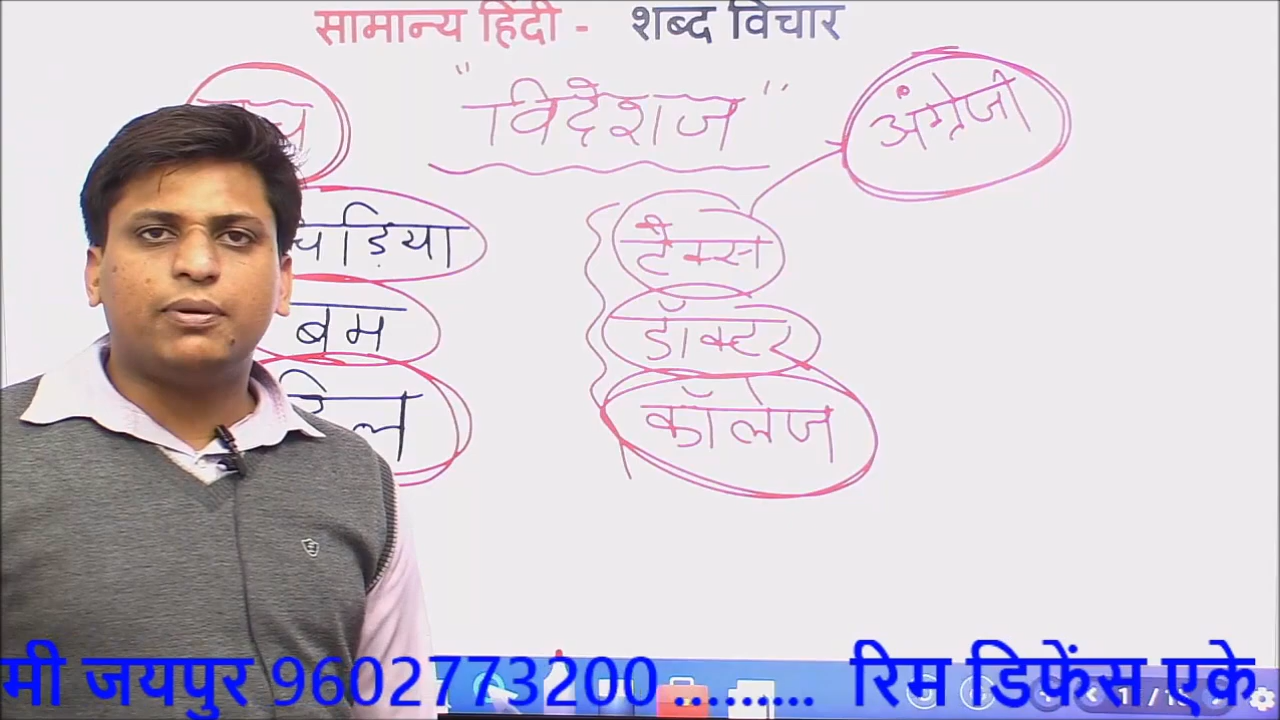 सामान्य हिंदी - शब्द विचार
"विदेशज"
अंग्रेजी
चिड़िया
टैक्स
बम
डॉक्टर
कॉलेज
मी जयपुर 9602773200 ......... रिम डिफेंस एके